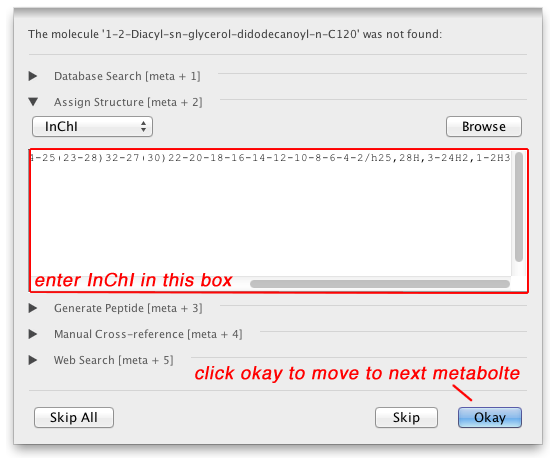 The molecule '1-2-Diacyl-sn-glycerol-didodecanoyl-n-C120' was not found:
Database Search [meta + 1]
Assign Structure [meta + 2]
InChI
Browse
4-25(23-28)32-27(30)22-20-18-16-14-12-10-8-6-4-2/h25,28H,3-24H2,1-2H3
enter InChI in this box
Generate Peptide [meta + 3]
Manual Cross-reference [meta + 4]
Web Search [meta + 5]
click okay to move to next metabolte
Skip All
Skip
Okay